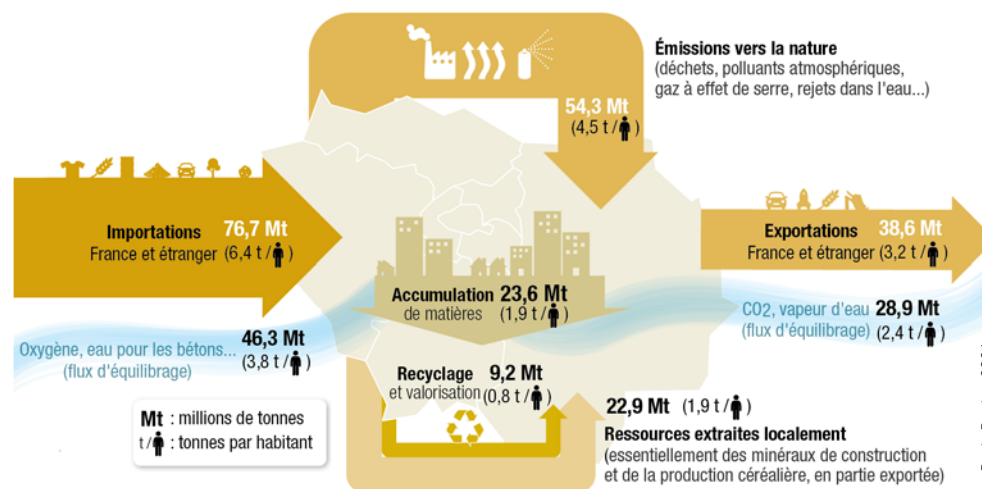 Émissions vers la nature
(déchets, polluants atmosphériques,
gaz à effet de serre, rejets dans l'eau...)
54,3 Mt
(4,5 t/)
Importations 76,7 Mt
France et étranger (6,4 t/)
Exportations 38,6 Mt
France et étranger (3,2 t/)
Accumulation 23,6 Mt
de matières (1,9 t/)
CO2, vapeur d'eau 28,9 Mt
(flux d'équilibrage) (2,4 t/)
Oxygène, eau pour les bétons... 46,3 Mt
(flux d'équilibrage) (3,8 t/)
Recyclage 9,2 Mt
et valorisation (0,8 t/)
22,9 Mt (1,9 t/)
Ressources extraites localement
(essentiellement des minéraux de construction
et de la production céréalière, en partie exportée)
Mt : millions de tonnes
t/ : tonnes par habitant